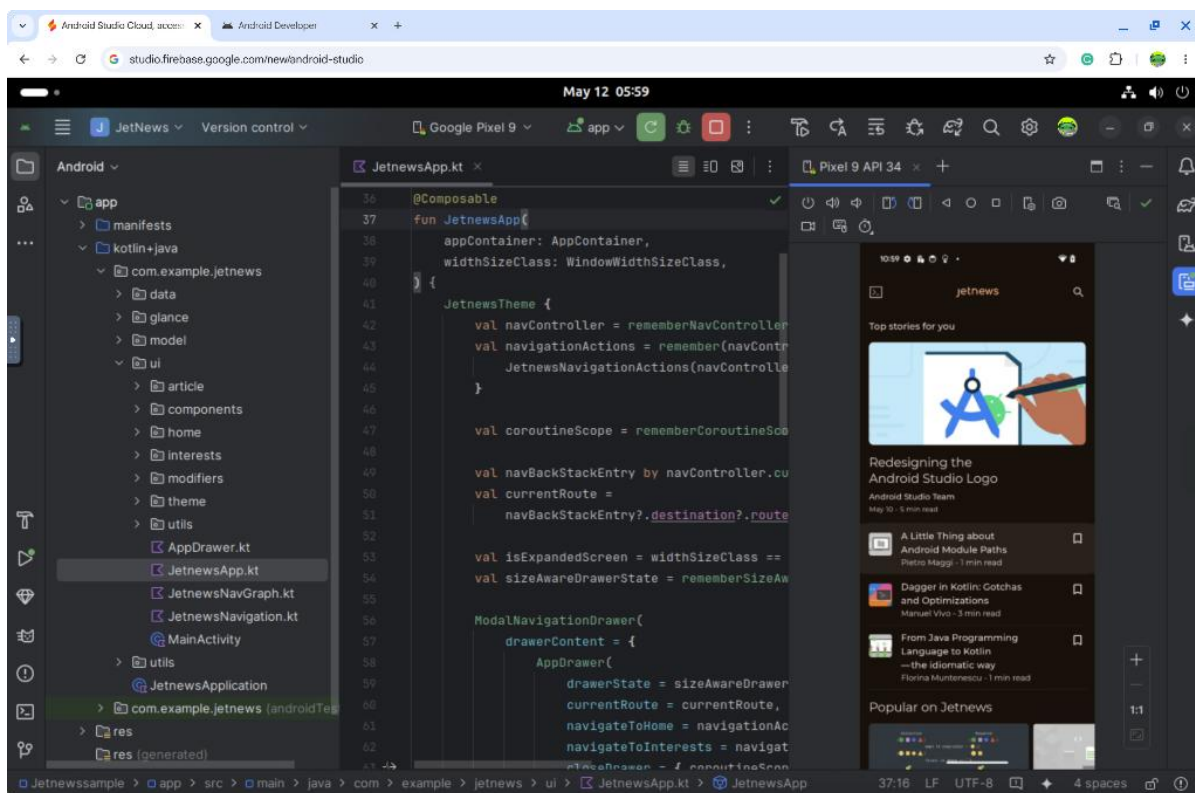 Android Studio Cloud, access
Android Developer
studio.firebase.google.com/new/android-studio
May 12 05:59
J JetNews Version control Google Pixel 9 app
Android
app
manifests
kotlin+java
com.example.jetnews
data
glance
model
ui
article
components
home
interests
modifiers
theme
utils
AppDrawer.kt
JetnewsApp.kt
JetnewsNavGraph.kt
JetnewsNavigation.kt
MainActivity
utils
JetnewsApplication
com.example.jetnews (androidTes
res
res (generated)
JetnewsApp.kt
36 @Composable
37 fun JetnewsApp(
38 appContainer: AppContainer,
39 widthSizeClass: WindowWidthSizeClass,
40 ) {
41 JetnewsTheme {
42 val navController = rememberNavController
43 val navigationActions = remember(navContr
44 JetnewsNavigationActions(navControlle
45 }
46
47 val coroutineScope = rememberCoroutineSco
48
49 val navBackStackEntry by navController.cu
50 val currentRoute =
51 navBackStackEntry?.destination?.route
52
53 val isExpandedScreen = widthSizeClass ==
54 val sizeAwareDrawerState = rememberSizeAw
55
56 ModalNavigationDrawer(
57 drawerContent = {
58 AppDrawer(
59 drawerState = sizeAwareDrawer
60 currentRoute = currentRoute,
61 navigateToHome = navigationAc
62 navigateToInterests = navigat
63 closeDrawer = { coroutineScop
Pixel 9 API 34
10:59
jetnews
Top stories for you
Redesigning the
Android Studio Logo
Android Studio Team
May 10 - 5 min read
A Little Thing about
Android Module Paths
Pietro Maggi - 1 min read
Dagger in Kotlin: Gotchas
and Optimizations
Manuel Vivo - 3 min read
From Java Programming
Language to Kotlin
—the idiomatic way
Florina Muntenescu - 1 min read
Popular on Jetnews
1:1
Jetnewssample > app > src > main > java > com > example > jetnews > ui > JetnewsApp.kt > JetnewsApp
37:16 LF UTF-8 4 spaces